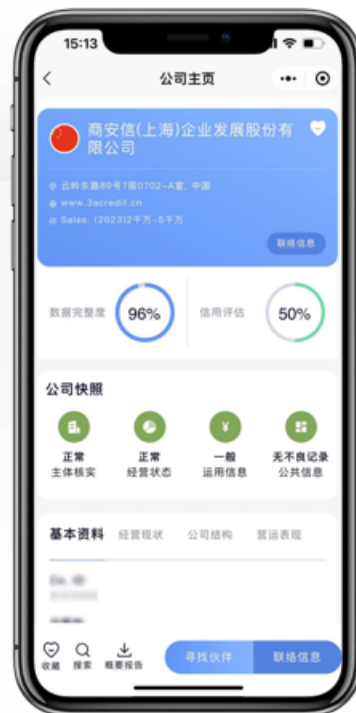 15:13
公司主页
商安信(上海)企业发展股份有
限公司
云岭东路89号7层0702-A室, 中国
www.3acredit.cn
Sales: (2023)2千万-5千万
联络信息
数据完整度
96%
信用评估
50%
公司快照
¥
正常
正常
一般
无不良记录
主体核实
经营状态
运用信息
公共信息
基本资料 经营现状 公司结构 营运表现
收藏 搜索 概要报告 寻找伙伴 联络信息